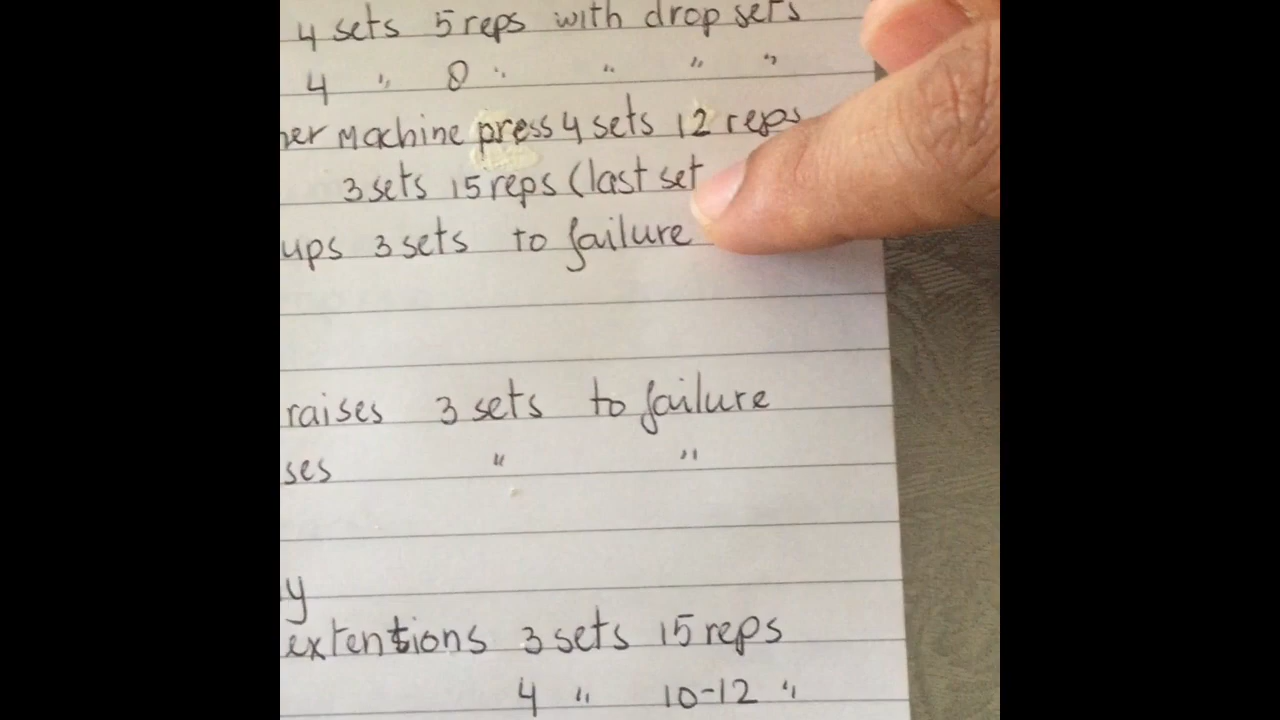 4 sets 5 reps with drop sets
4 " 8 " " " "
her machine press 4 sets 12 reps
3 sets 15 reps (last set
ups 3 sets to failure
raises 3 sets to failure
ses " "
y
extentions 3 sets 15 reps
4 " 10-12 "